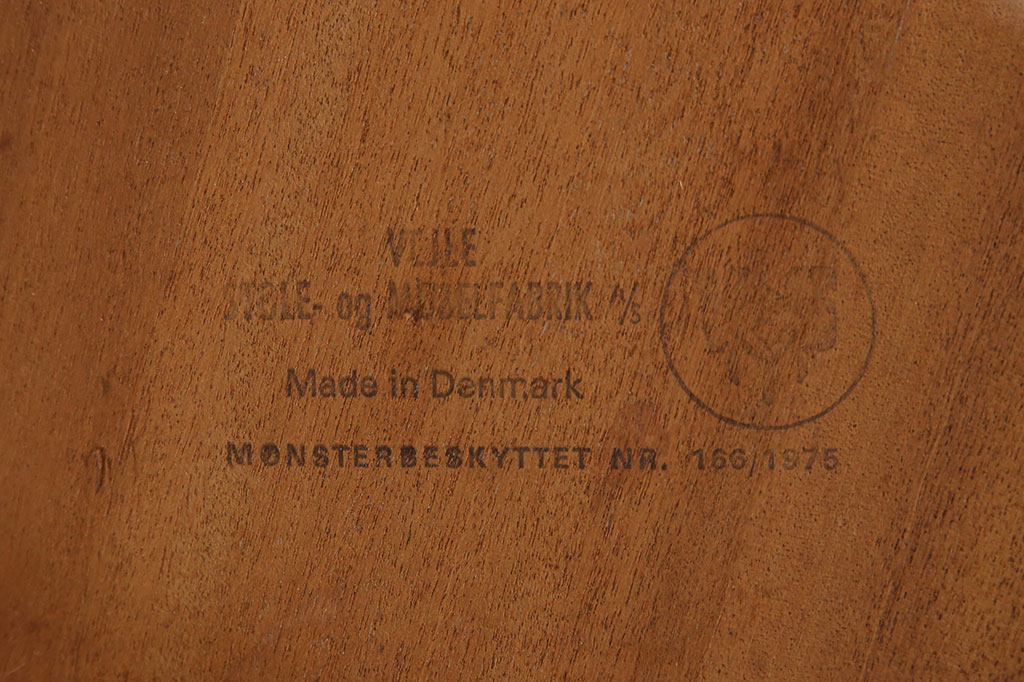 VEJLE
STOLE- og MØBELFABRIK A/S
Made in Denmark
MØNSTERBESKYTTET NR. 166/1975